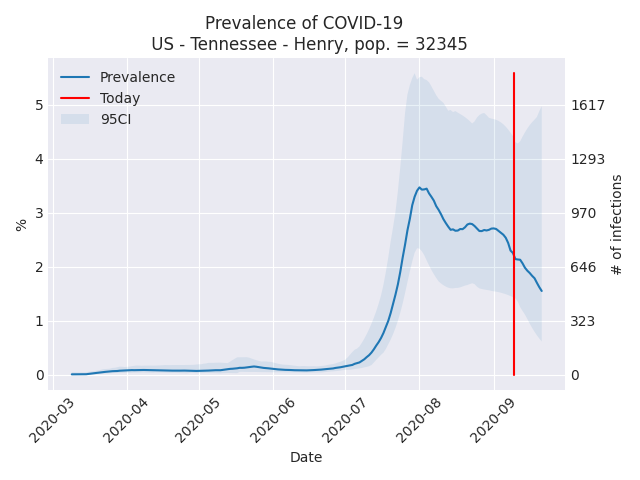 Prevalence of COVID-19
US - Tennessee - Henry, pop. = 32345
Prevalence
Today
95CI
%
5
4
3
2
1
0
1617
1293
970
646
323
0
# of infections
2020-03
2020-04
2020-05
2020-06
2020-07
2020-08
2020-09
Date